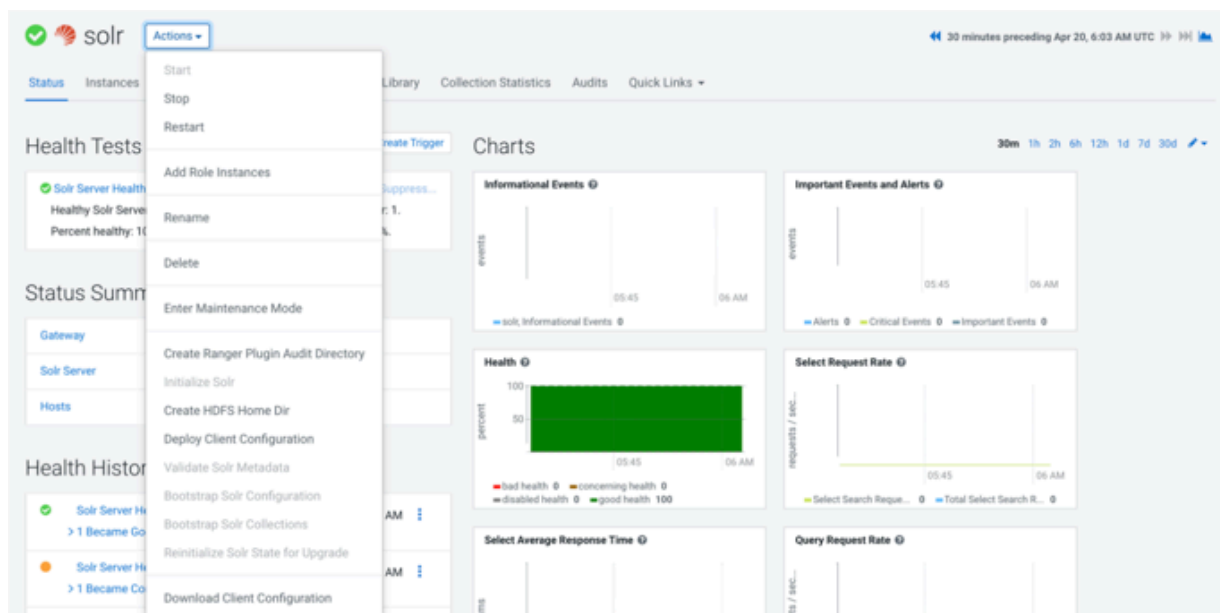 solr Actions
30 minutes preceding Apr 20, 6:03 AM UTC
Status Instances Library Collection Statistics Audits Quick Links
Start
Stop
Restart
Add Role Instances
Rename
Delete
Enter Maintenance Mode
Create Ranger Plugin Audit Directory
Initialize Solr
Create HDFS Home Dir
Deploy Client Configuration
Validate Solr Metadata
Bootstrap Solr Configuration
Bootstrap Solr Collections
Reinitialize Solr State for Upgrade
Download Client Configuration
Health Tests
Create Trigger
Solr Server Health
Suppress...
Healthy Solr Server
r: 1.
Percent healthy: 10
%.
Status Summ
Gateway
Solr Server
Hosts
Health Histor
Solr Server He
> 1 Became Go
AM
Solr Server He
> 1 Became Co
AM
Charts
30m 1h 2h 6h 12h 1d 7d 30d
Informational Events
events
05:45 06 AM
solr, Informational Events 0
Important Events and Alerts
events
05:45 06 AM
Alerts 0 Critical Events 0 Important Events 0
Health
percent
100
50
05:45 06 AM
bad health 0 concerning health 0
disabled health 0 good health 100
Select Request Rate
requests / sec...
05:45 06 AM
Select Search Reque... 0 Total Select Search R... 0
Select Average Response Time
ms
Query Request Rate
ts / sec...